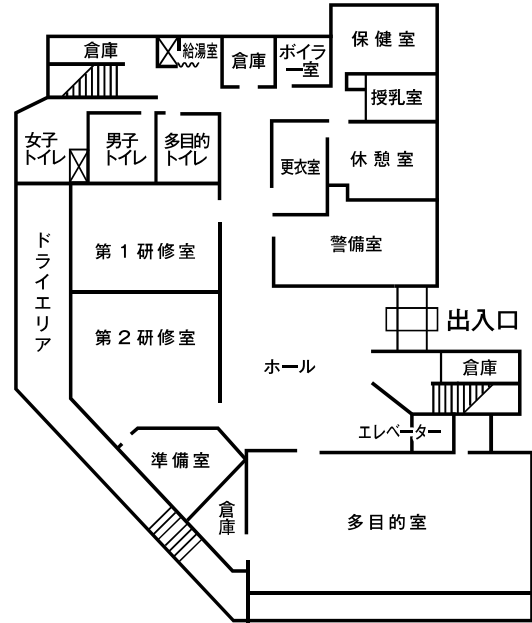 保健室
倉庫
給湯室
倉庫
ボイラ
ー室
授乳室
女子
トイレ
男子
トイレ
多目的
トイレ
更衣室
休憩室
ドライエリア
第1研修室
警備室
出入口
第2研修室
ホール
倉庫
エレベーター
準備室
倉庫
多目的室